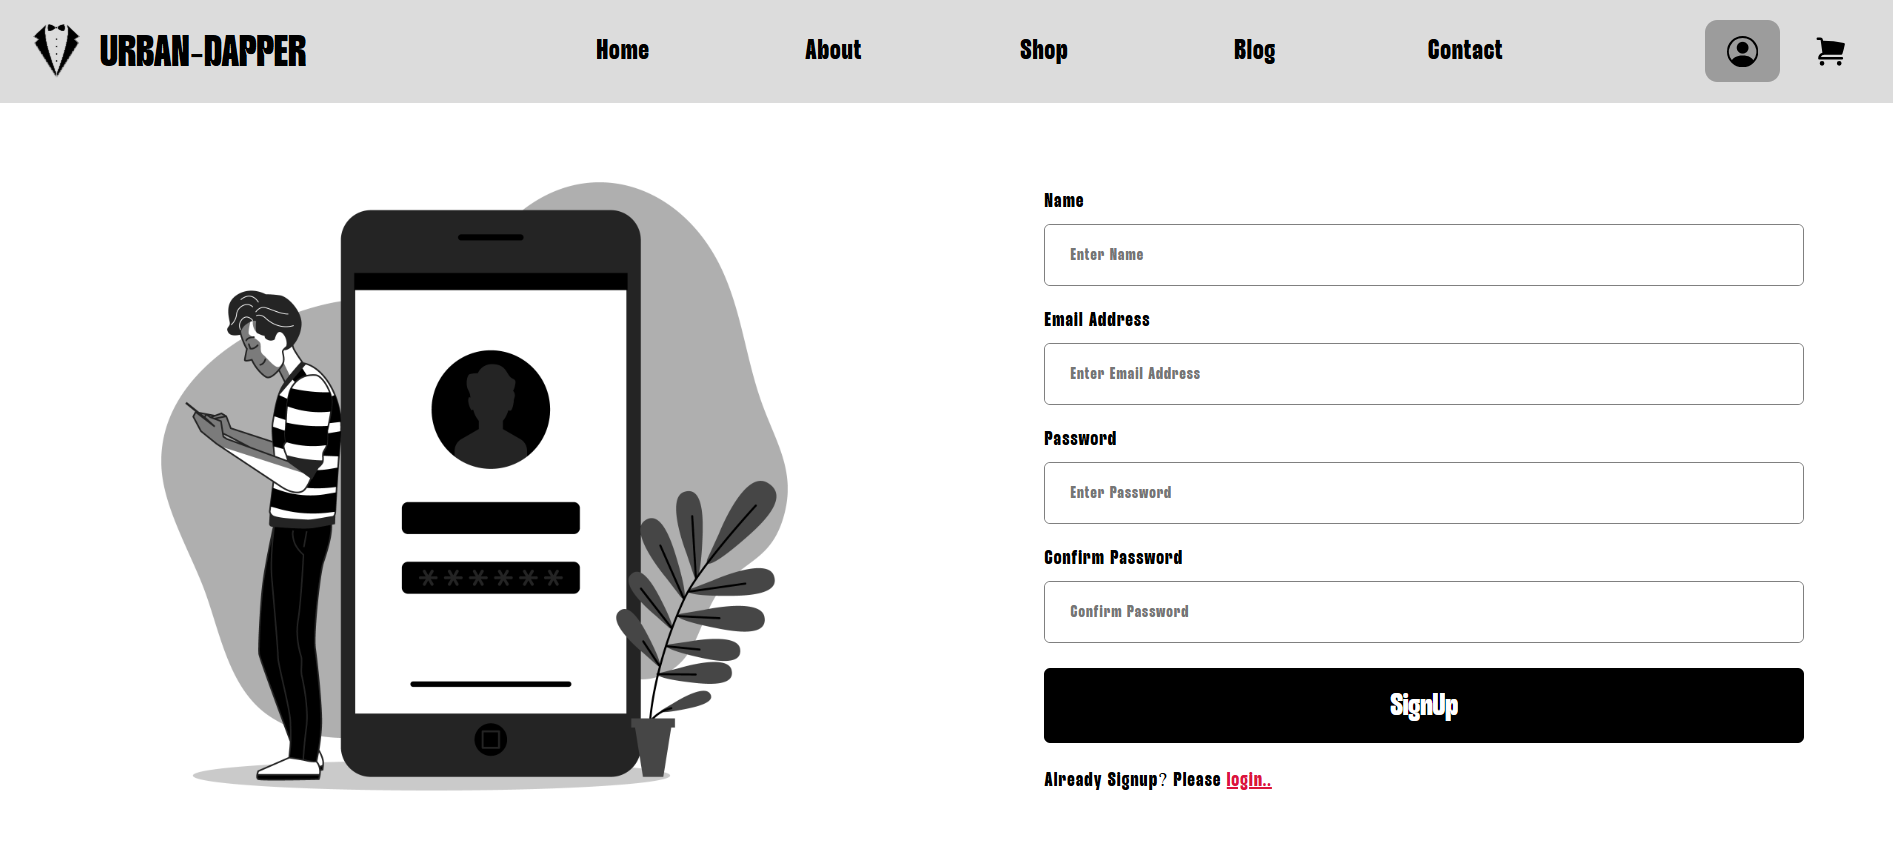 URBAN-DAPPER
Home
About
Shop
Blog
Contact
Name
Enter Name
Email Address
Enter Email Address
Password
Enter Password
Confirm Password
Confirm Password
SignUp
Already Signup? Please login..
******